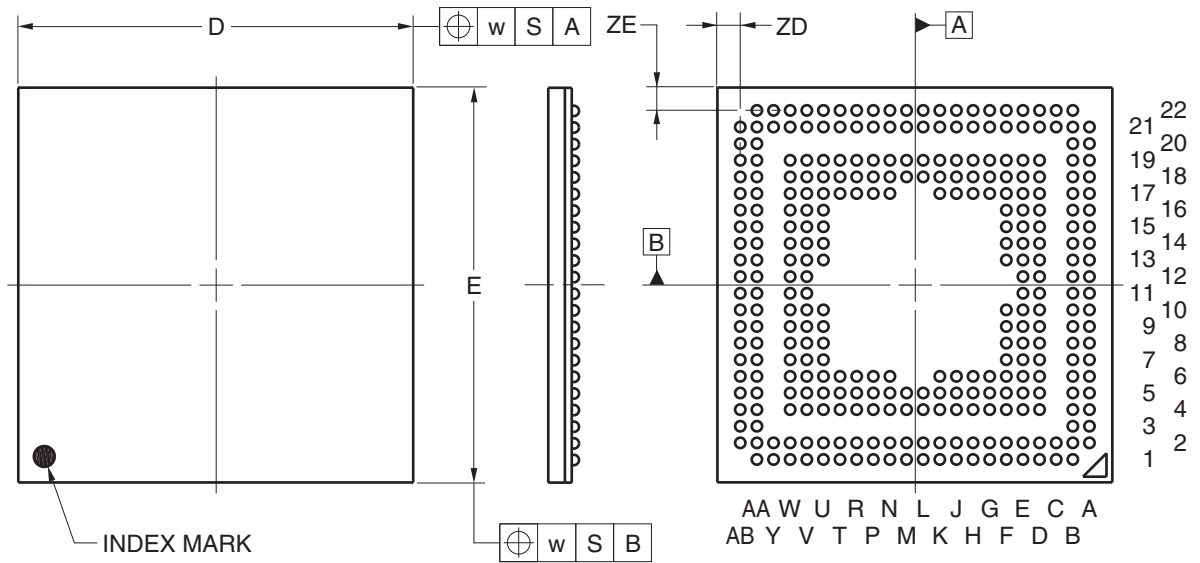 D
w S A
ZE
ZD
A
22
21
20
19
18
17
16
15
14
13
12
11
10
9
8
7
6
5
4
3
2
1
B
E
INDEX MARK
w S B
AA W U R N L J G E C A
AB Y V T P M K H F D B